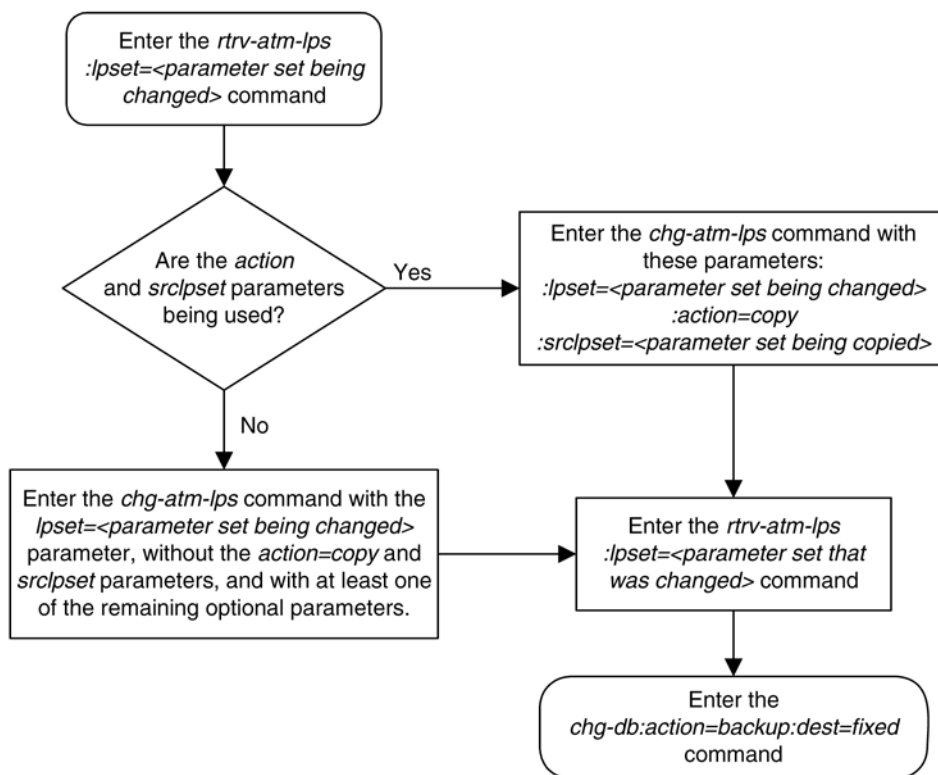 Enter the rtrv-atm-lps
:lpset=<parameter set being
changed> command
Are the action
and srclpset parameters
being used?
Yes
Enter the chg-atm-lps command with
these parameters:
:lpset=<parameter set being changed>
:action=copy
:srclpset=<parameter set being copied>
No
Enter the chg-atm-lps command with the
lpset=<parameter set being changed>
parameter, without the action=copy and
srclpset parameters, and with at least one
of the remaining optional parameters.
Enter the rtrv-atm-lps
:lpset=<parameter set that
was changed> command
Enter the
chg-db:action=backup:dest=fixed
command